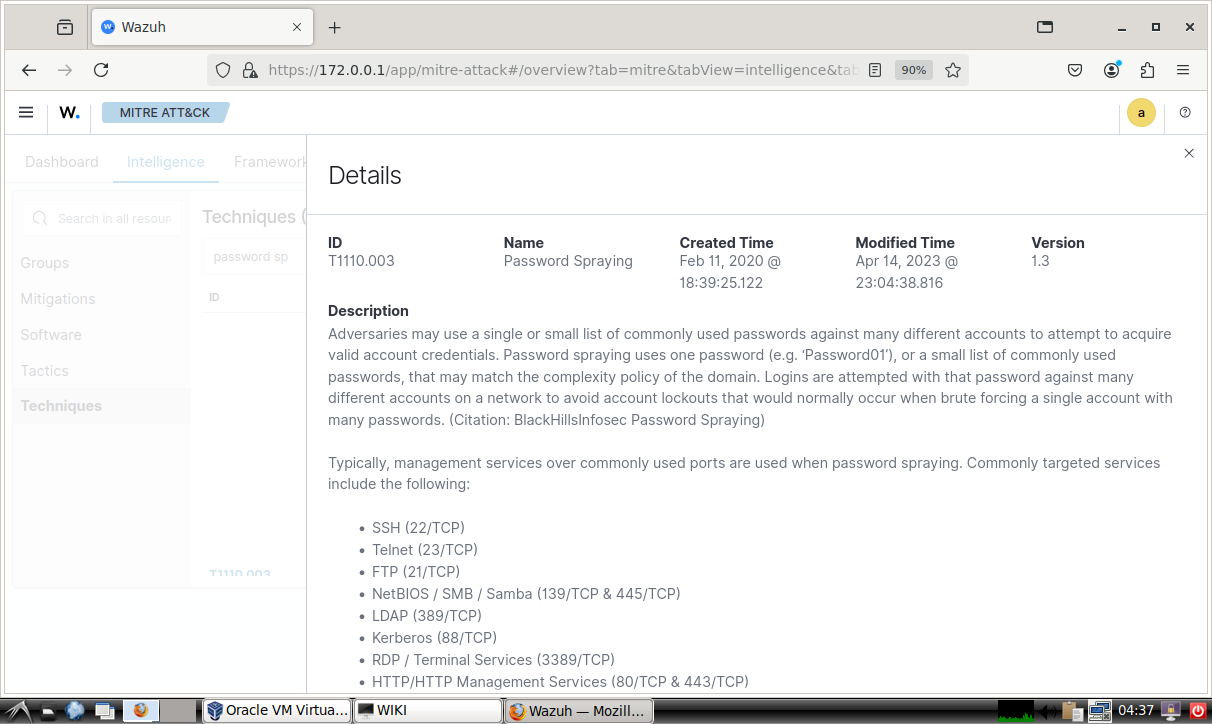 Wazuh
https://172.0.0.1/app/mitre-attack#/overview?tab=mitre&tabView=intelligence&tab
90%
W.
MITRE ATT&CK
a
Dashboard
Intelligence
Framework
Search in all resour
Groups
Mitigations
Software
Tactics
Techniques
Techniques (
password sp
ID
T1110.003
Details
ID
Name
Created Time
Modified Time
Version
T1110.003
Password Spraying
Feb 11, 2020 @
18:39:25.122
Apr 14, 2023 @
23:04:38.816
1.3
Description
Adversaries may use a single or small list of commonly used passwords against many different accounts to attempt to acquire
valid account credentials. Password spraying uses one password (e.g. ‘Password01’), or a small list of commonly used
passwords, that may match the complexity policy of the domain. Logins are attempted with that password against many
different accounts on a network to avoid account lockouts that would normally occur when brute forcing a single account with
many passwords. (Citation: BlackHillsInfosec Password Spraying)
Typically, management services over commonly used ports are used when password spraying. Commonly targeted services
include the following:
• SSH (22/TCP)
• Telnet (23/TCP)
• FTP (21/TCP)
• NetBIOS / SMB / Samba (139/TCP & 445/TCP)
• LDAP (389/TCP)
• Kerberos (88/TCP)
• RDP / Terminal Services (3389/TCP)
• HTTP/HTTP Management Services (80/TCP & 443/TCP)
Oracle VM Virtua...
WIKI
Wazuh — Mozill...
04:37